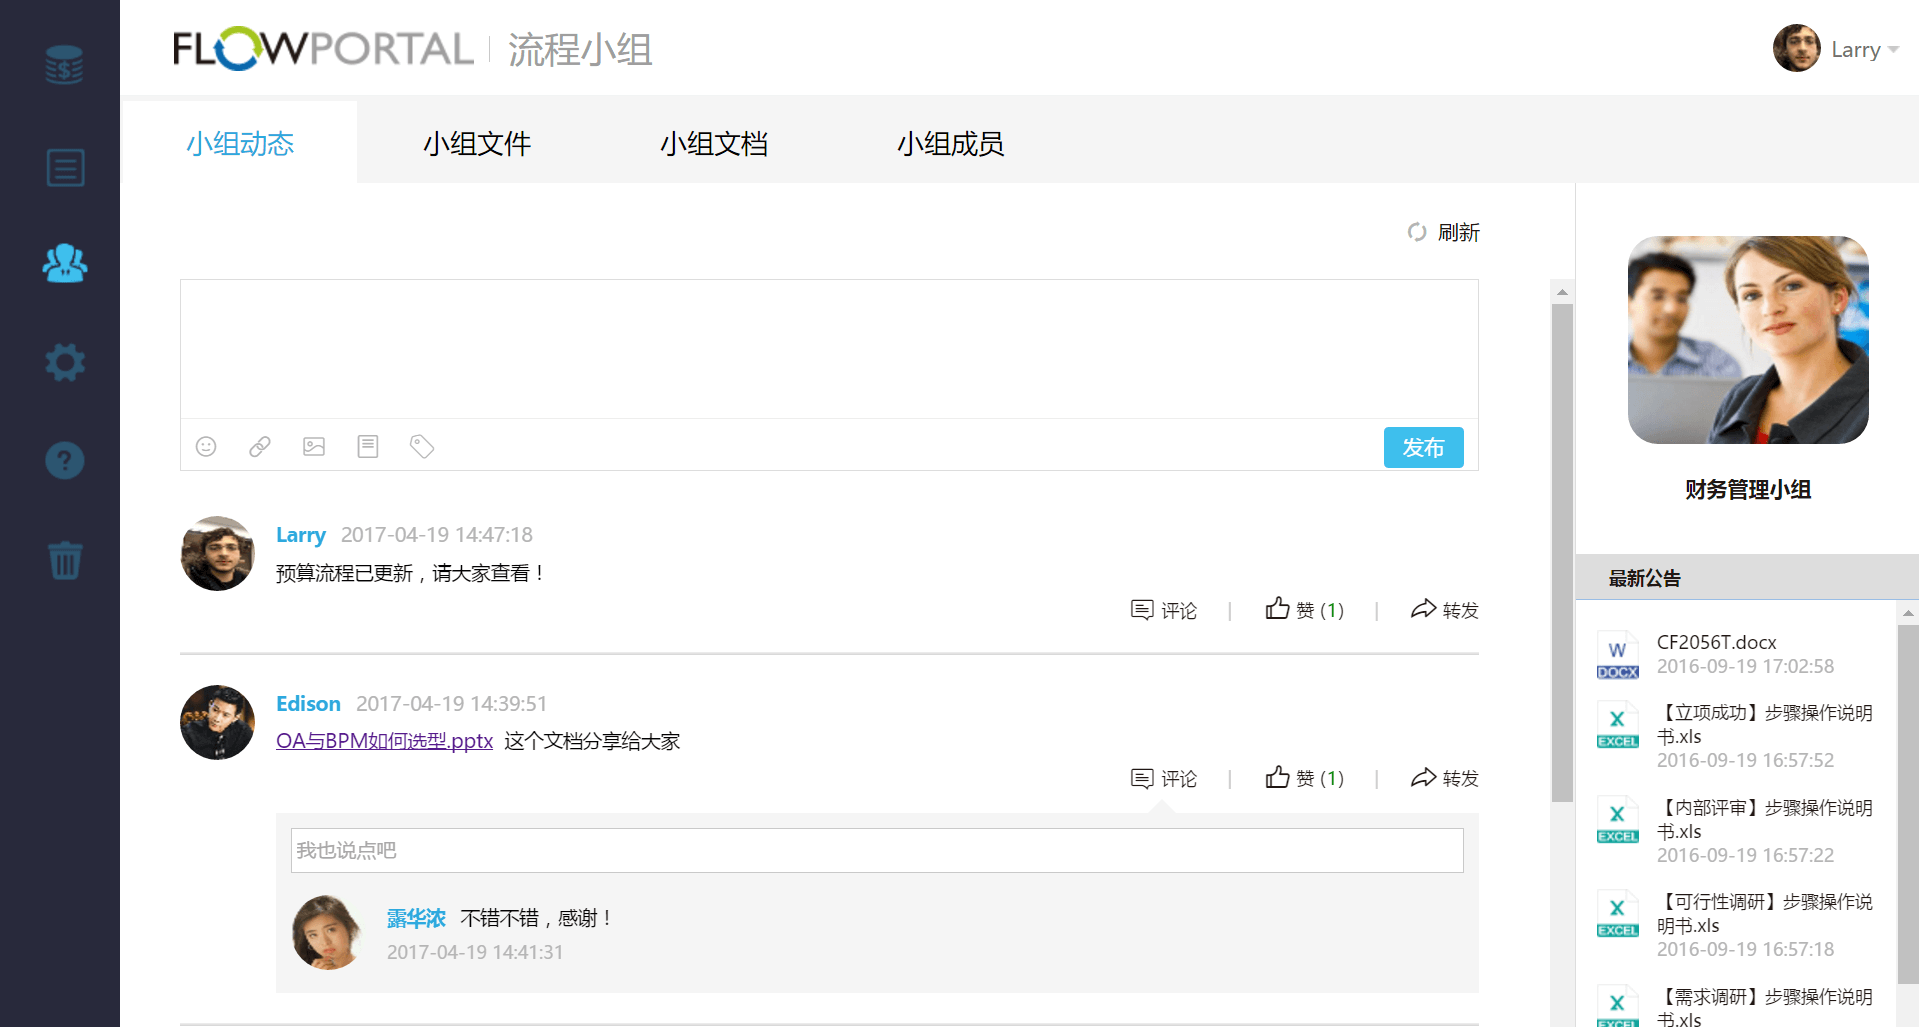 FLOWPORTAL 流程小组
Larry
小组动态 小组文件 小组文档 小组成员
刷新
发布
Larry 2017-04-19 14:47:18
预算流程已更新，请大家查看！
评论 | 赞 (1) | 转发
Edison 2017-04-19 14:39:51
OA与BPM如何选型.pptx 这个文档分享给大家
评论 | 赞 (1) | 转发
我也说点吧
露华浓 不错不错，感谢！
2017-04-19 14:41:31
财务管理小组
最新公告
W
DOCX
CF2056T.docx
2016-09-19 17:02:58
X
EXCEL
【立项成功】步骤操作说明
书.xls
2016-09-19 16:57:52
X
EXCEL
【内部评审】步骤操作说明
书.xls
2016-09-19 16:57:22
X
EXCEL
【可行性调研】步骤操作说
明书.xls
2016-09-19 16:57:18
X
EXCEL
【需求调研】步骤操作说明
书.xls